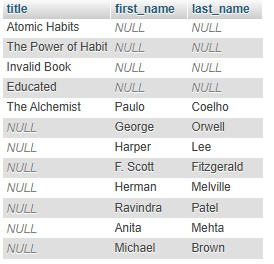 title first_name last_name
Atomic Habits NULL NULL
The Power of Habit NULL NULL
Invalid Book NULL NULL
Educated NULL NULL
The Alchemist Paulo Coelho
NULL George Orwell
NULL Harper Lee
NULL F. Scott Fitzgerald
NULL Herman Melville
NULL Ravindra Patel
NULL Anita Mehta
NULL Michael Brown